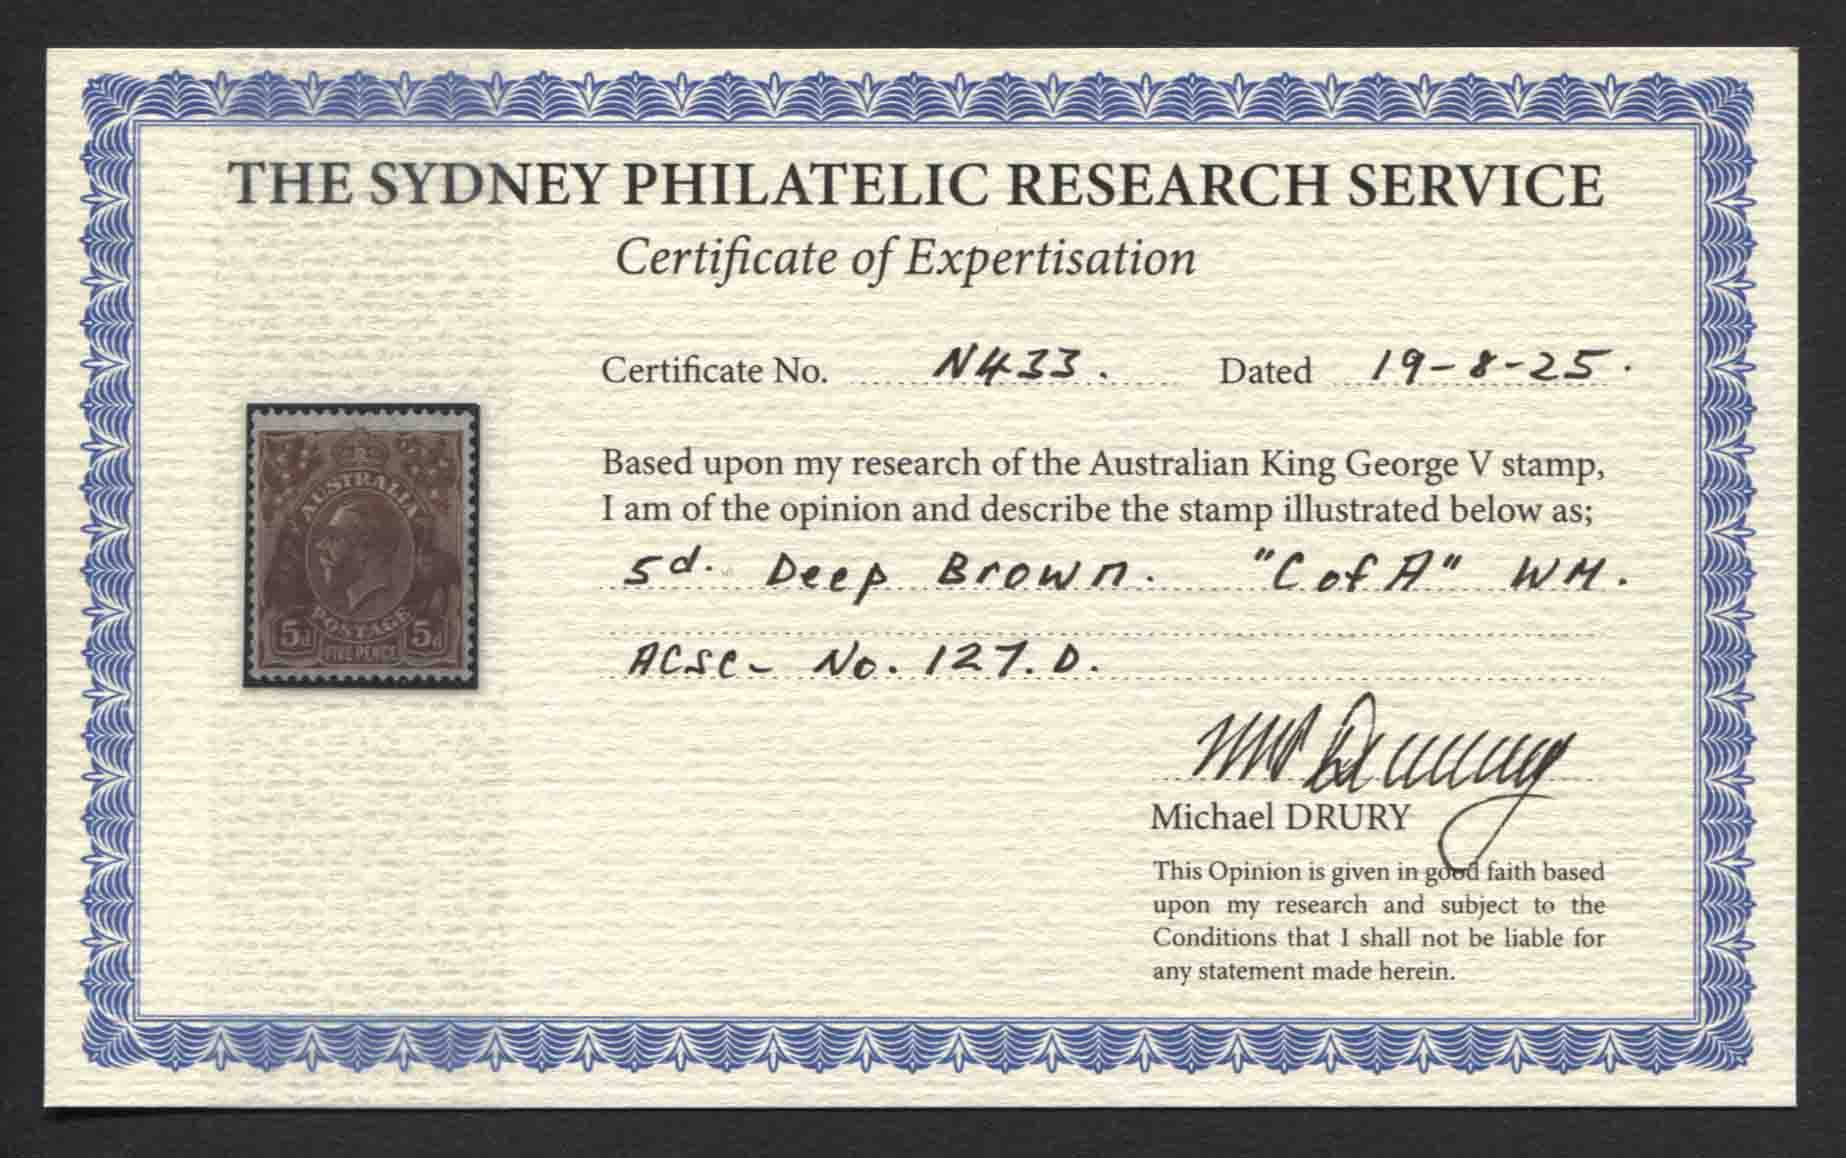 THE SYDNEY PHILATELIC RESEARCH SERVICE
Certificate of Expertisation
Certificate No. N433. Dated 19-8-25.
Based upon my research of the Australian King George V stamp,
I am of the opinion and describe the stamp illustrated below as;
5d. Deep Brown. "C of A" WM.
ACSC- No. 127.D.
AUSTRALIA
POSTAGE
5d 5d
FIVE PENCE
Michael DRURY
This Opinion is given in good faith based
upon my research and subject to the
Conditions that I shall not be liable for
any statement made herein.